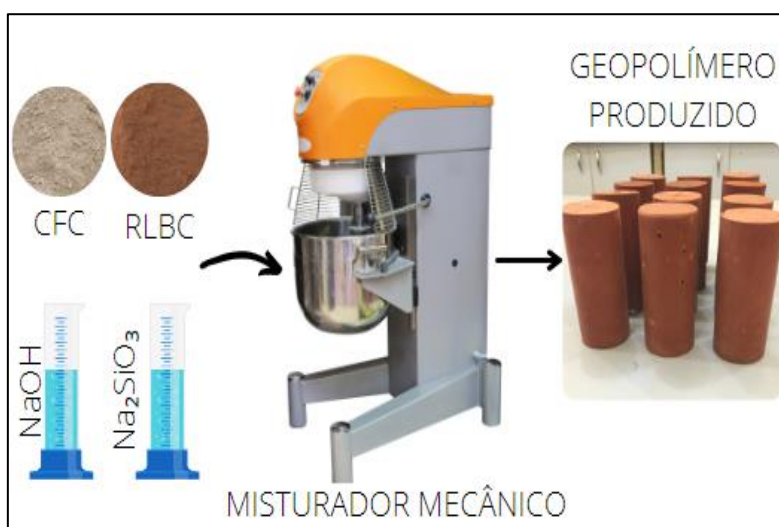 GEOPOLÍMERO
PRODUZIDO
CFC
RLBC
NaOH
Na₂SiO₃
MISTURADOR MECÂNICO